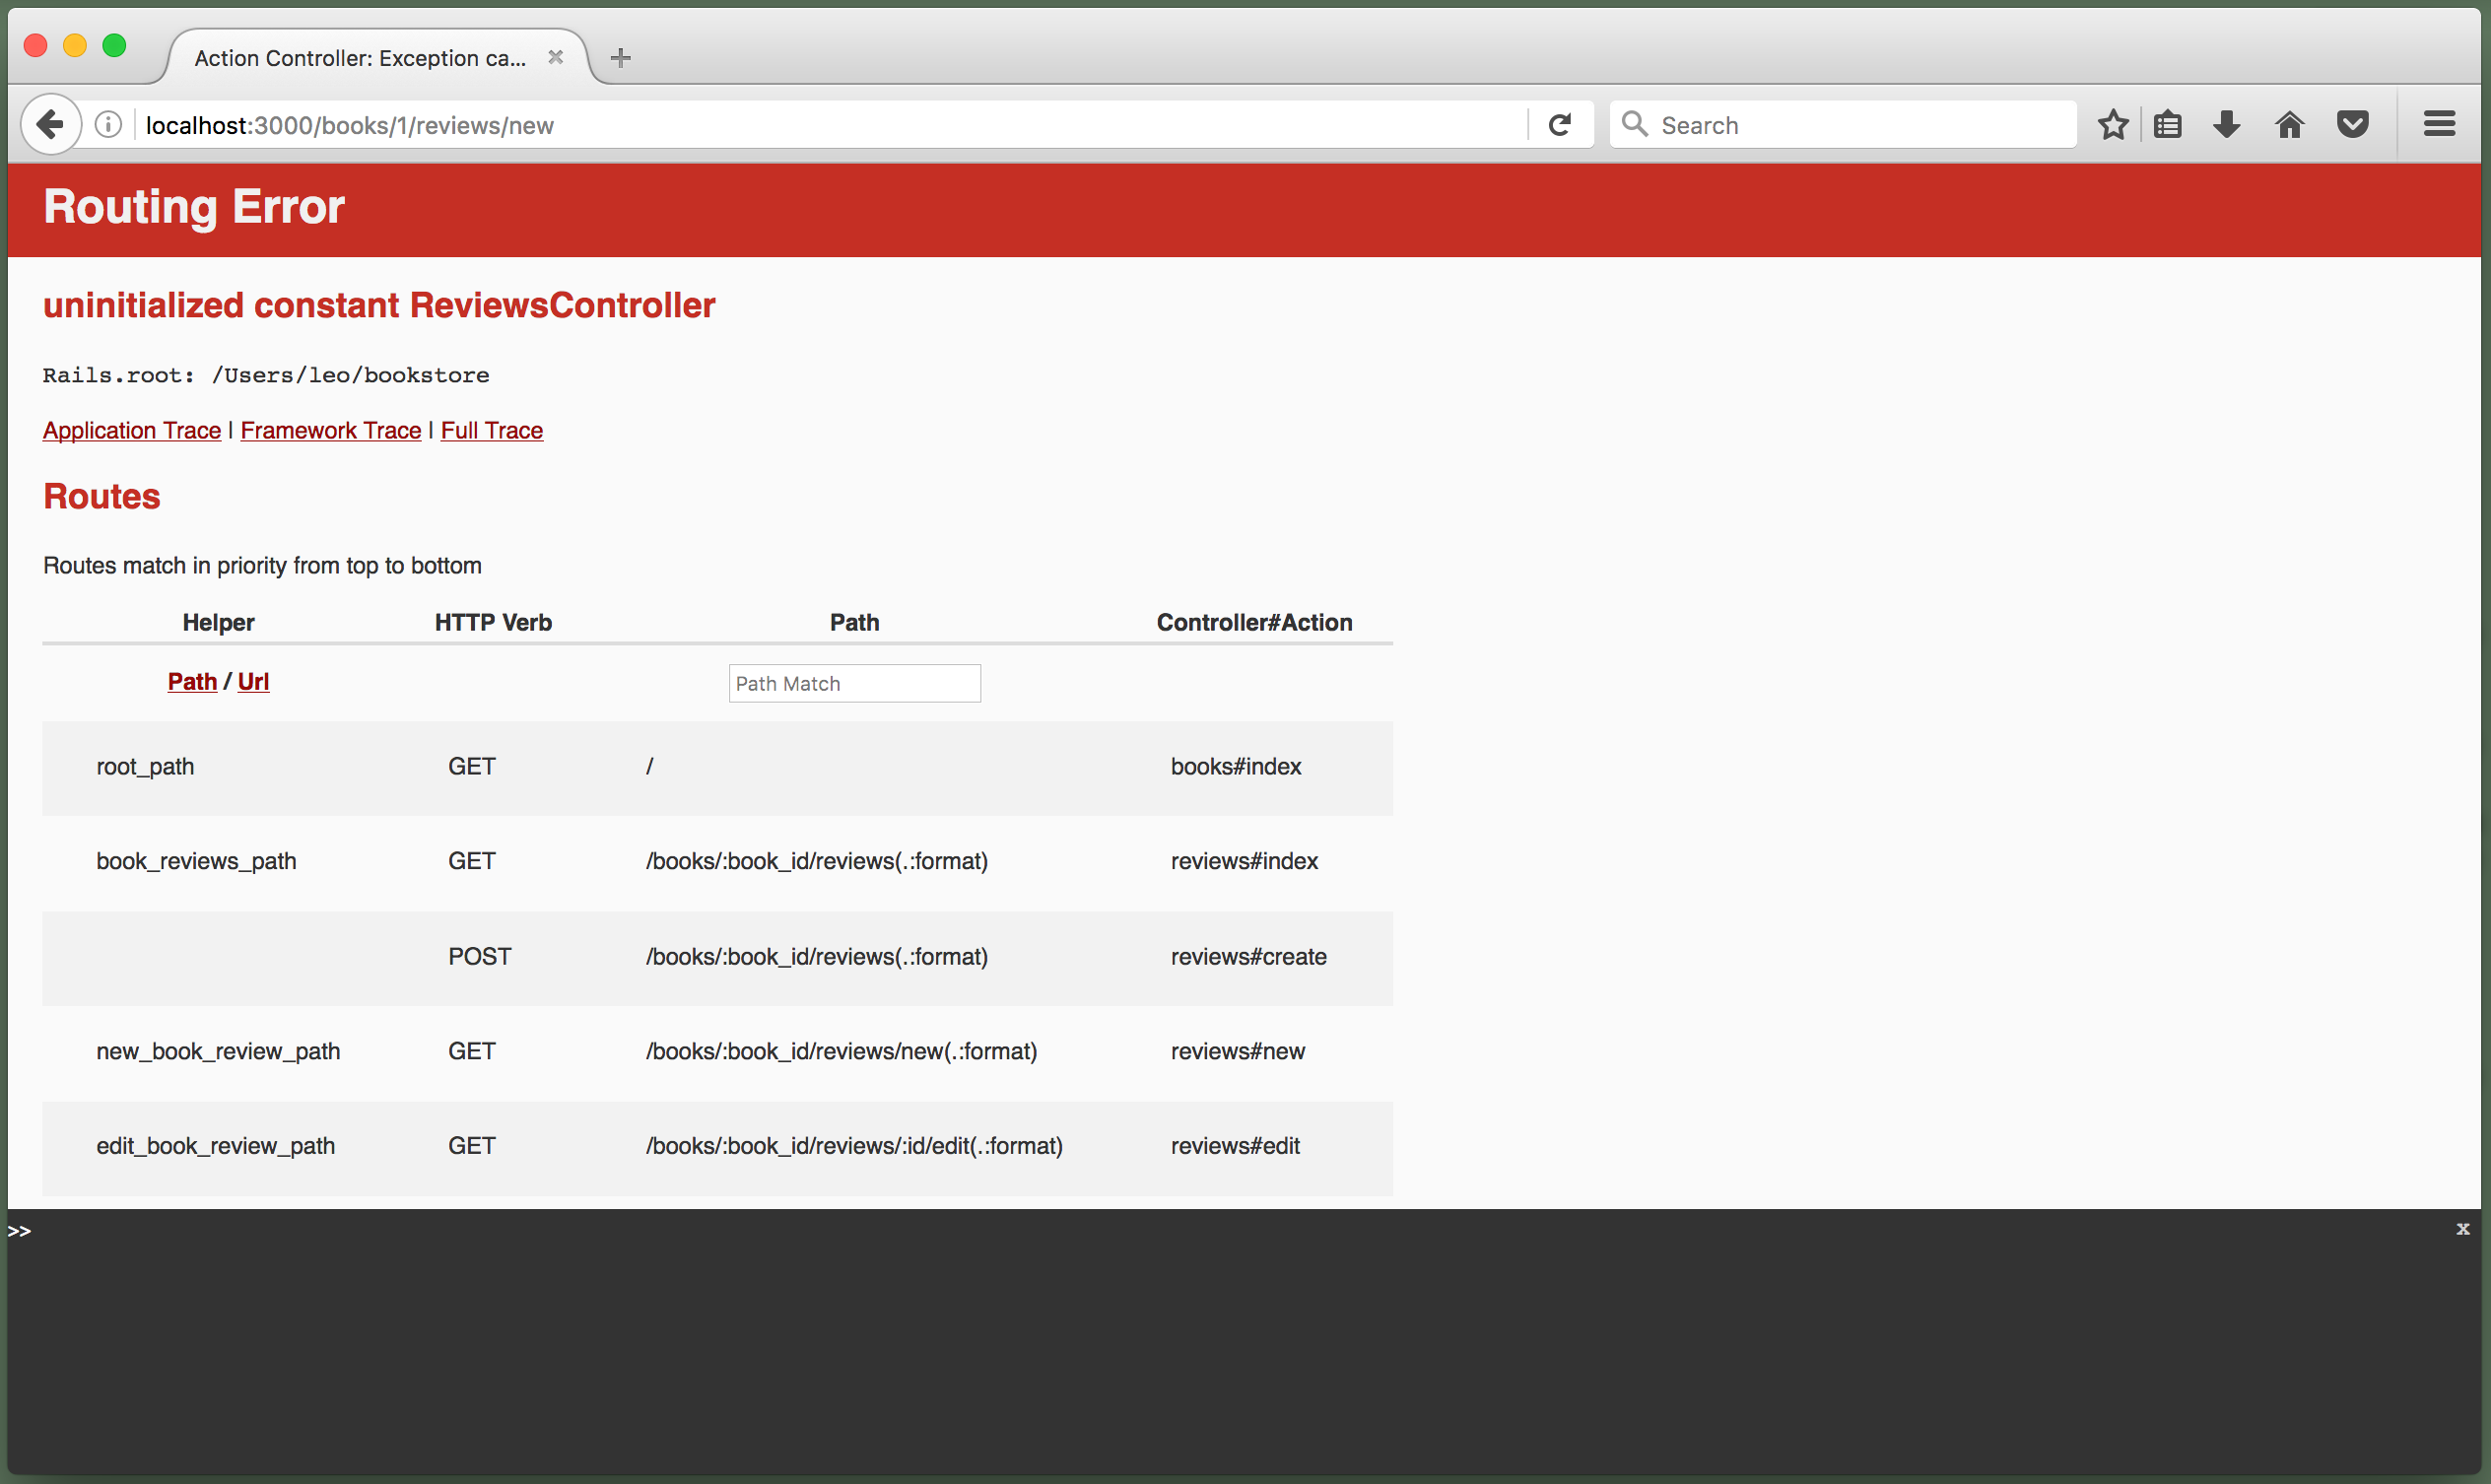 Action Controller: Exception ca...
localhost:3000/books/1/reviews/new
Search
Routing Error
uninitialized constant ReviewsController
Rails.root: /Users/leo/bookstore
Application Trace | Framework Trace | Full Trace
Routes
Routes match in priority from top to bottom
Helper HTTP Verb Path Controller#Action
Path / Url Path Match
root_path GET / books#index
book_reviews_path GET /books/:book_id/reviews(.:format) reviews#index
POST /books/:book_id/reviews(.:format) reviews#create
new_book_review_path GET /books/:book_id/reviews/new(.:format) reviews#new
edit_book_review_path GET /books/:book_id/reviews/:id/edit(.:format) reviews#edit
>> x